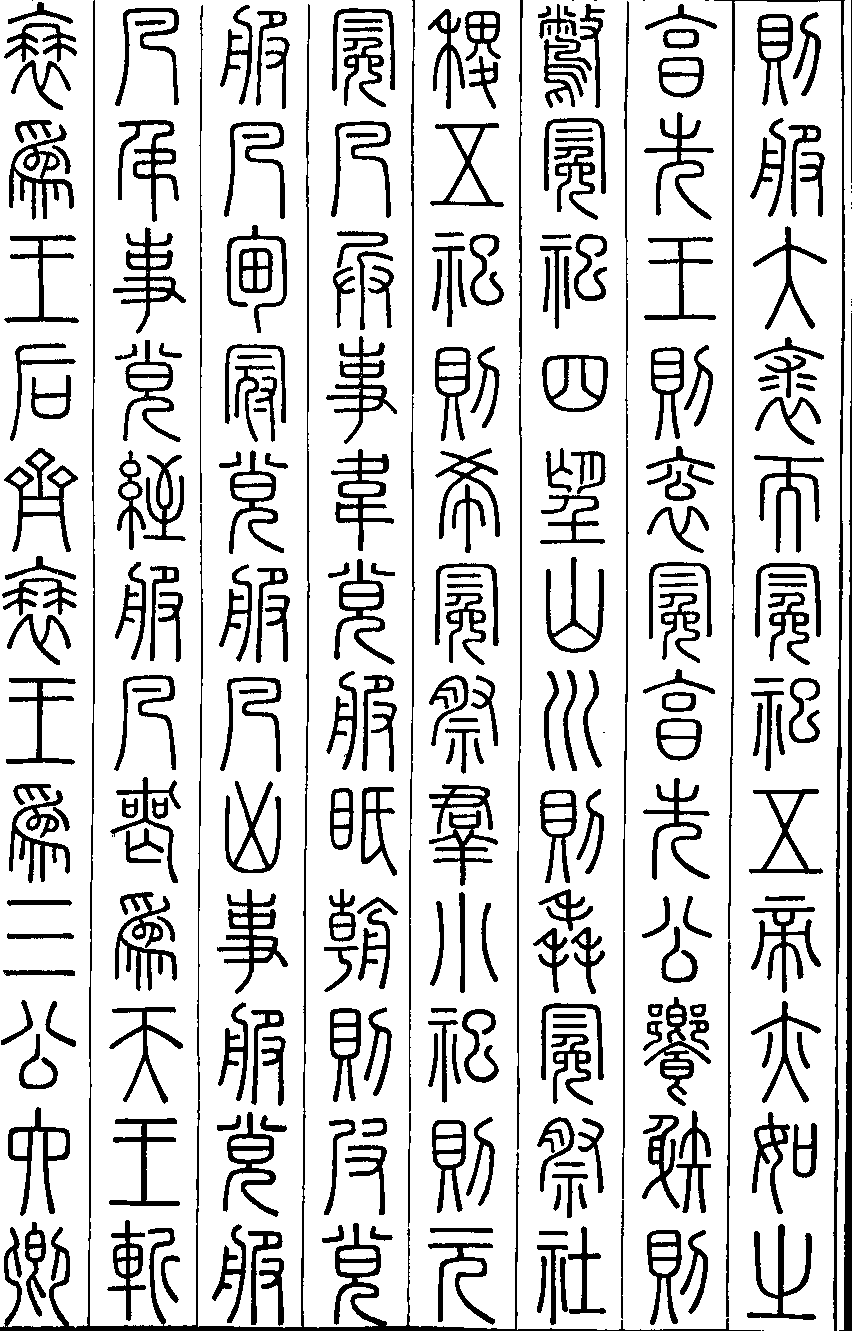 則服大裘而冕祀五帝亦如之
享先王則袞冕享先公饗射則
鷩冕祀四望山川則毳冕祭社
稷五祀則希冕祭羣小祀則玄
冕凡兵事韋弁服眡朝則皮弁
服凡甸冠弁服凡凶事服弁服
凡弔事弁絰服凡喪爲天王斬
衰爲王后齊衰王爲三公六卿